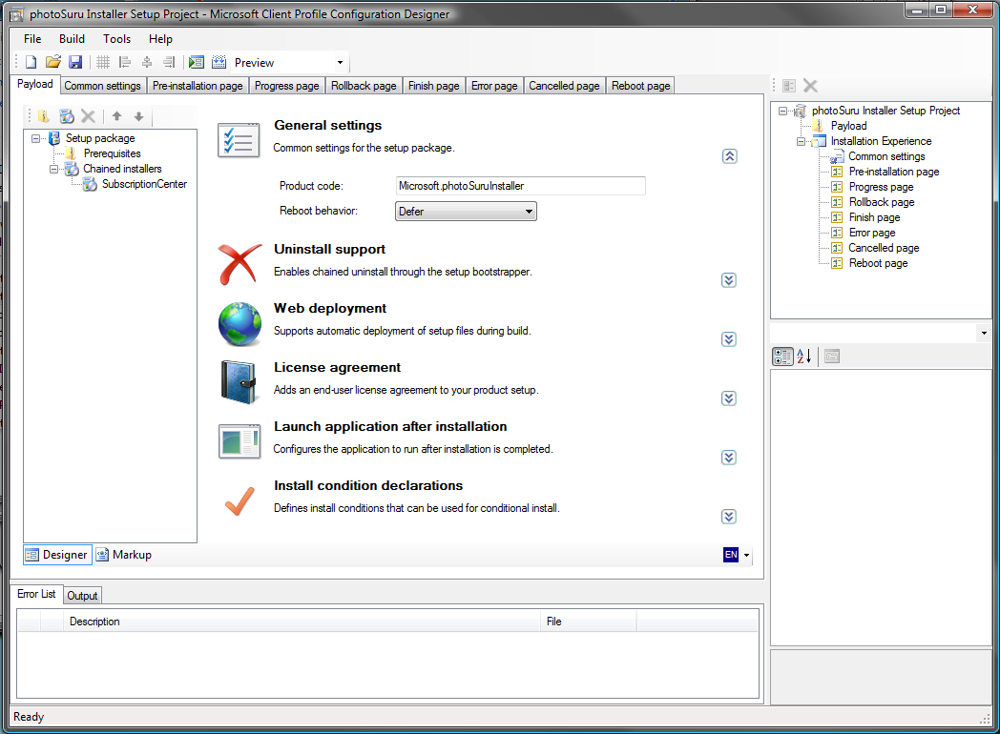 photoSuru Installer Setup Project - Microsoft Client Profile Configuration Designer
File Build Tools Help
Preview
Payload Common settings Pre-installation page Progress page Rollback page Finish page Error page Cancelled page Reboot page
Setup package
Prerequisites
Chained installers
SubscriptionCenter
General settings
Common settings for the setup package.
Product code: Microsoft.photoSuruInstaller
Reboot behavior: Defer
Uninstall support
Enables chained uninstall through the setup bootstrapper.
Web deployment
Supports automatic deployment of setup files during build.
License agreement
Adds an end-user license agreement to your product setup.
Launch application after installation
Configures the application to run after installation is completed.
Install condition declarations
Defines install conditions that can be used for conditional install.
Designer Markup EN
photoSuru Installer Setup Project
Payload
Installation Experience
Common settings
Pre-installation page
Progress page
Rollback page
Finish page
Error page
Cancelled page
Reboot page
A
Z
Error List Output
Description File
Ready